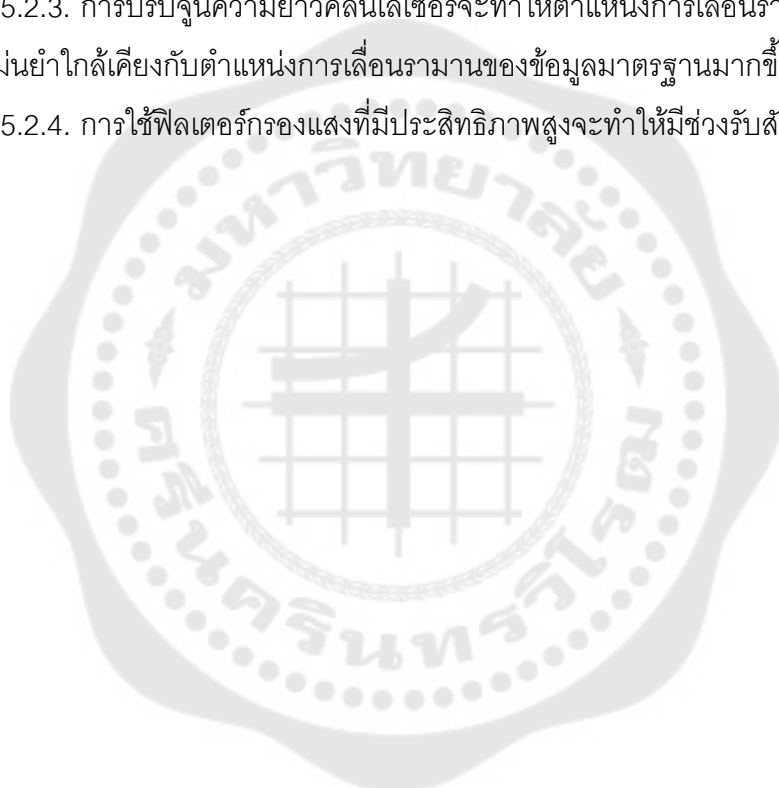 5.2.3. การปรับจูนความยาวคลื่นเลเซอร์จะทำให้ตำแหน่งการเลื่อนรา
ม่นยำใกล้เคียงกับตำแหน่งการเลื่อนรามานของข้อมูลมาตรฐานมากขึ้
5.2.4. การใช้ฟิลเตอร์กรองแสงที่มีประสิทธิภาพสูงจะทำให้มีช่วงรับสั
มหาวิทยาลัย
ศรีนครินทรวิโรฒ